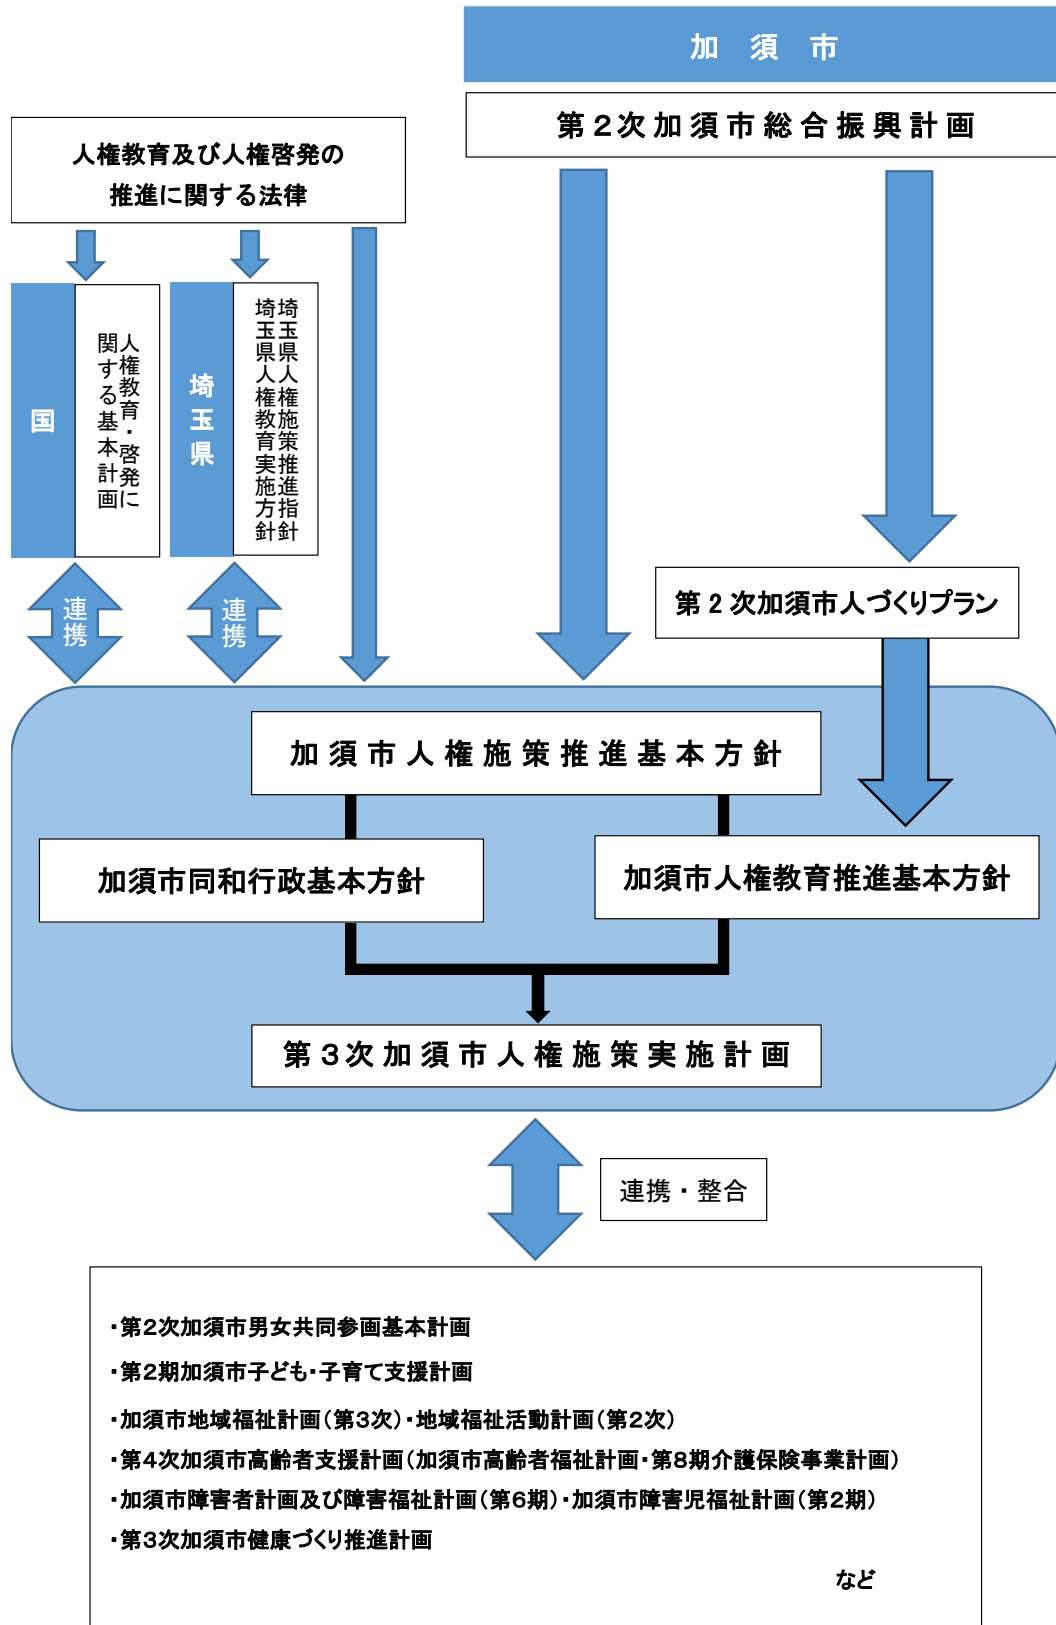 加須市
第2次加須市総合振興計画
人権教育及び人権啓発の
推進に関する法律
国
人権教育・啓発に
関する基本計画
埼玉県
埼玉県人権施策推進指針
埼玉県人権教育実施方針
連携
連携
第２次加須市人づくりプラン
加須市人権施策推進基本方針
加須市同和行政基本方針
加須市人権教育推進基本方針
第３次加須市人権施策実施計画
連携・整合
・第2次加須市男女共同参画基本計画
・第2期加須市子ども・子育て支援計画
・加須市地域福祉計画（第3次）・地域福祉活動計画（第2次）
・第4次加須市高齢者支援計画（加須市高齢者福祉計画・第8期介護保険事業計画）
・加須市障害者計画及び障害福祉計画（第6期）・加須市障害児福祉計画（第2期）
・第3次加須市健康づくり推進計画
など